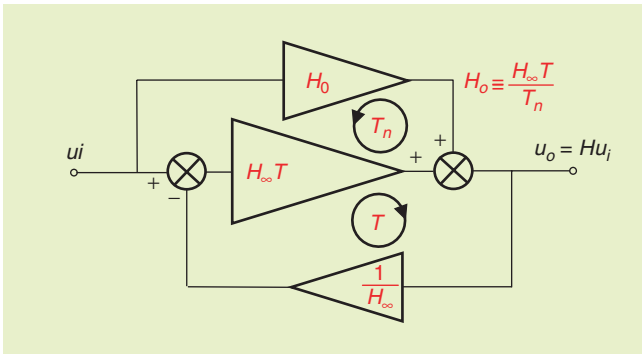 H₀
Hₒ ≡ H∞T / Tₙ
Tₙ
+
ui
+
−
H∞T
+
uₒ = Huᵢ
T
1 / H∞